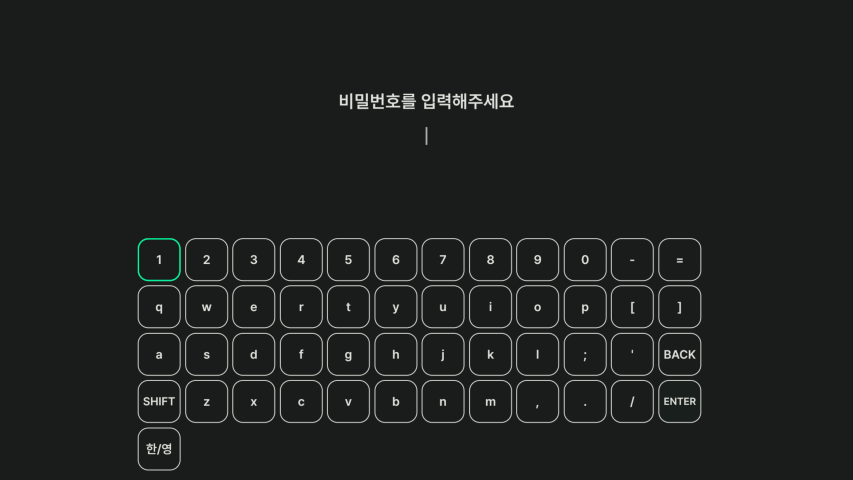 비밀번호를 입력해주세요
1 2 3 4 5 6 7 8 9 0 - =
q w e r t y u i o p [ ]
a s d f g h j k l ; ' BACK
SHIFT z x c v b n m , . / ENTER
한/영